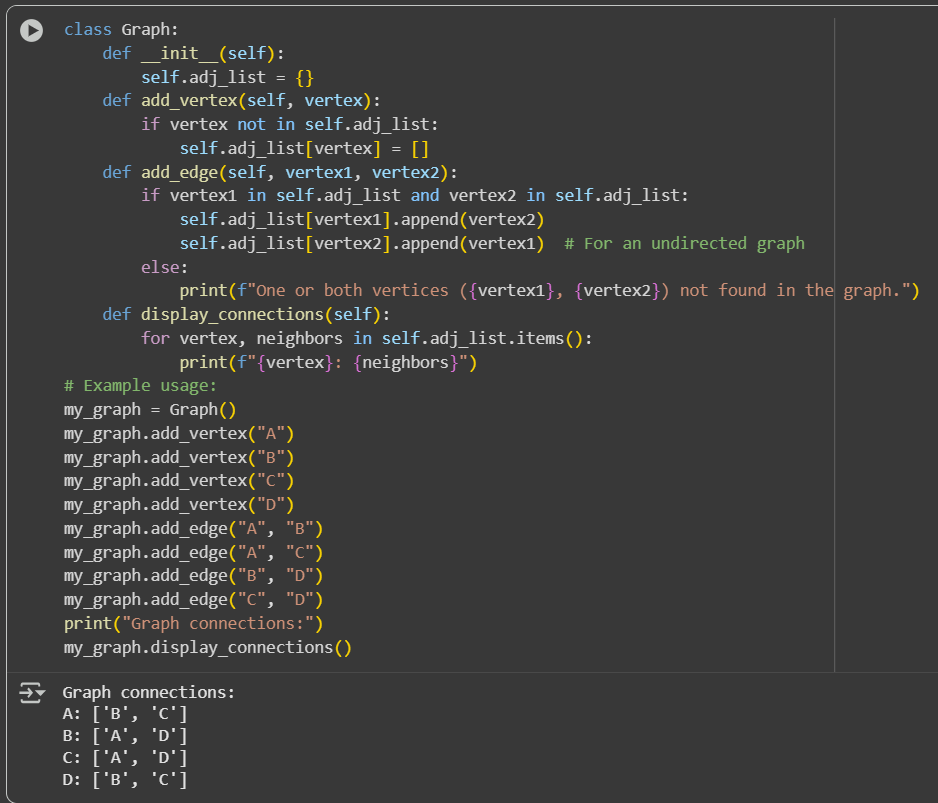 class Graph:
    def __init__(self):
        self.adj_list = {}
    def add_vertex(self, vertex):
        if vertex not in self.adj_list:
            self.adj_list[vertex] = []
    def add_edge(self, vertex1, vertex2):
        if vertex1 in self.adj_list and vertex2 in self.adj_list:
            self.adj_list[vertex1].append(vertex2)
            self.adj_list[vertex2].append(vertex1)  # For an undirected graph
        else:
            print(f"One or both vertices ({vertex1}, {vertex2}) not found in the graph.")
    def display_connections(self):
        for vertex, neighbors in self.adj_list.items():
            print(f"{vertex}: {neighbors}")
# Example usage:
my_graph = Graph()
my_graph.add_vertex("A")
my_graph.add_vertex("B")
my_graph.add_vertex("C")
my_graph.add_vertex("D")
my_graph.add_edge("A", "B")
my_graph.add_edge("A", "C")
my_graph.add_edge("B", "D")
my_graph.add_edge("C", "D")
print("Graph connections:")
my_graph.display_connections()
Graph connections:
A: ['B', 'C']
B: ['A', 'D']
C: ['A', 'D']
D: ['B', 'C']